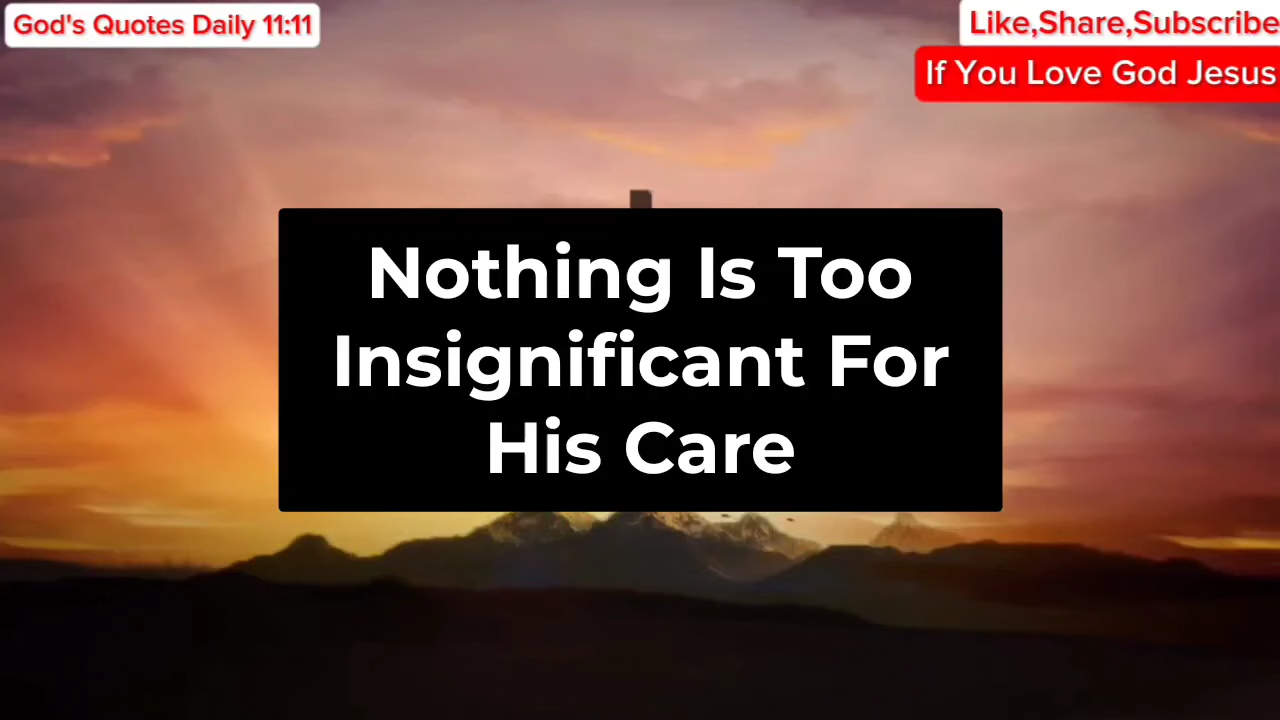 God's Quotes Daily 11:11
Like,Share,Subscribe
If You Love God Jesus
Nothing Is Too
Insignificant For
His Care